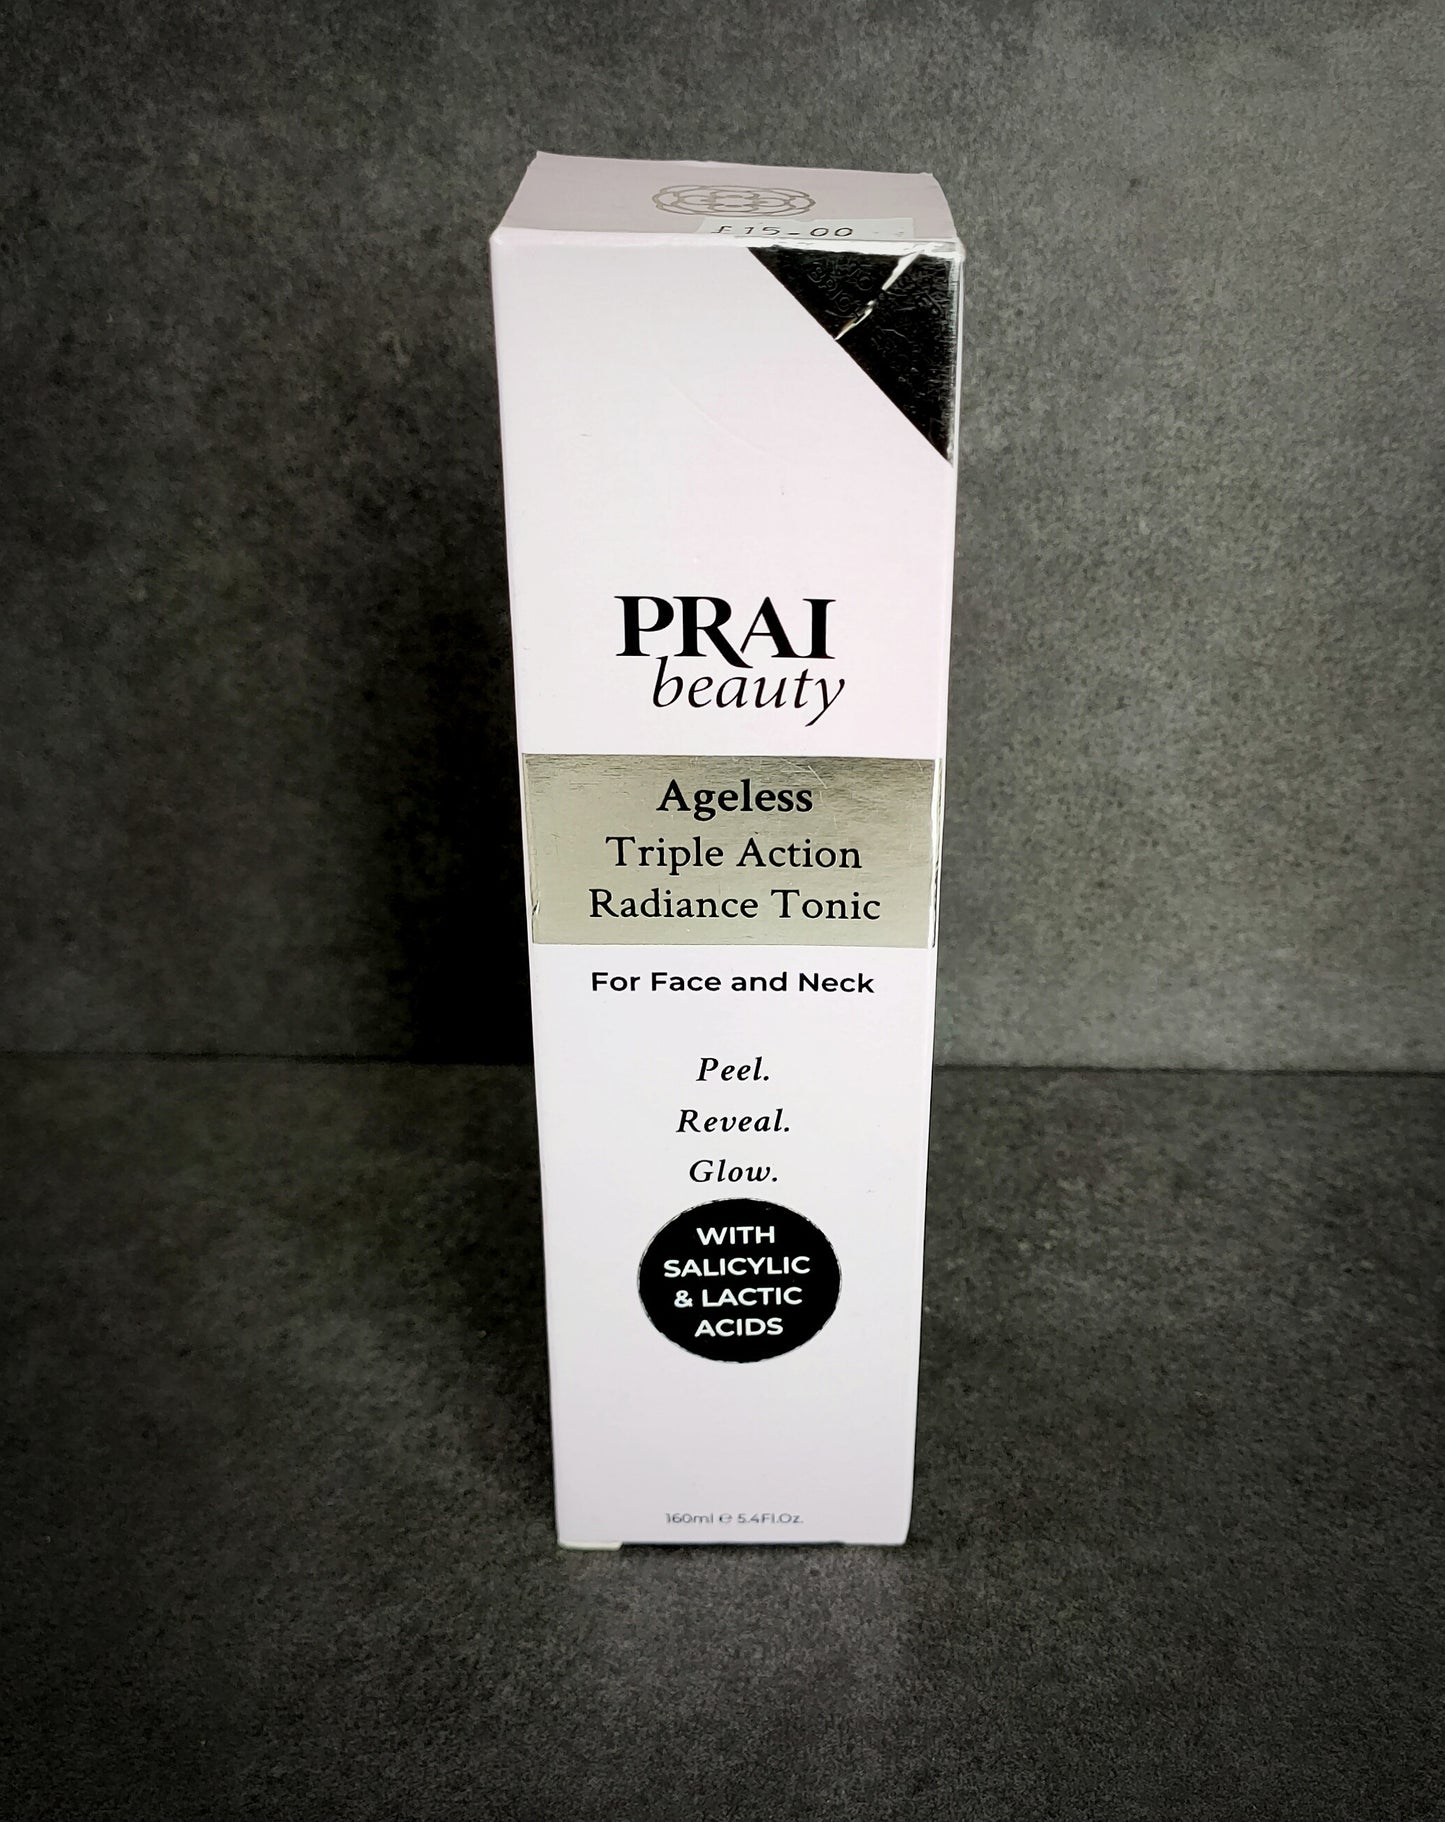 £15-00
PRAI
beauty
Ageless
Triple Action
Radiance Tonic
For Face and Neck
Peel.
Reveal.
Glow.
WITH
SALICYLIC
& LACTIC
ACIDS
160ml ℮ 5.4Fl.Oz.